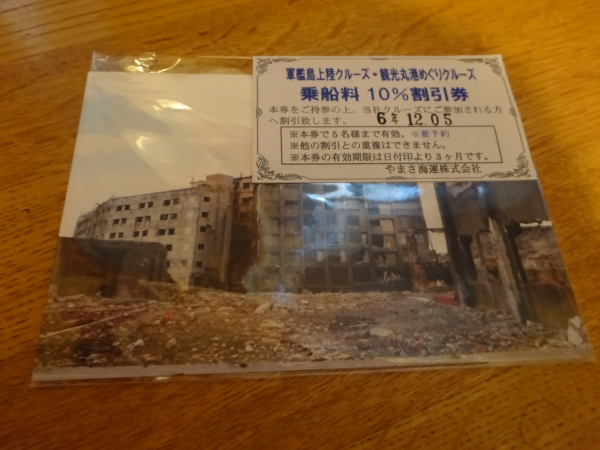 軍艦島上陸クルーズ・観光丸港めぐりクルーズ
乗船料 10%割引券
本券をご持参の上、当社クルーズにご参加される方
へ割引致します。 6年 12.05
※本券で5名様まで有効。※要予約
※他の割引との重複はできません。
※本券の有効期限は日付印より3ヶ月です。
やまさ海運株式会社